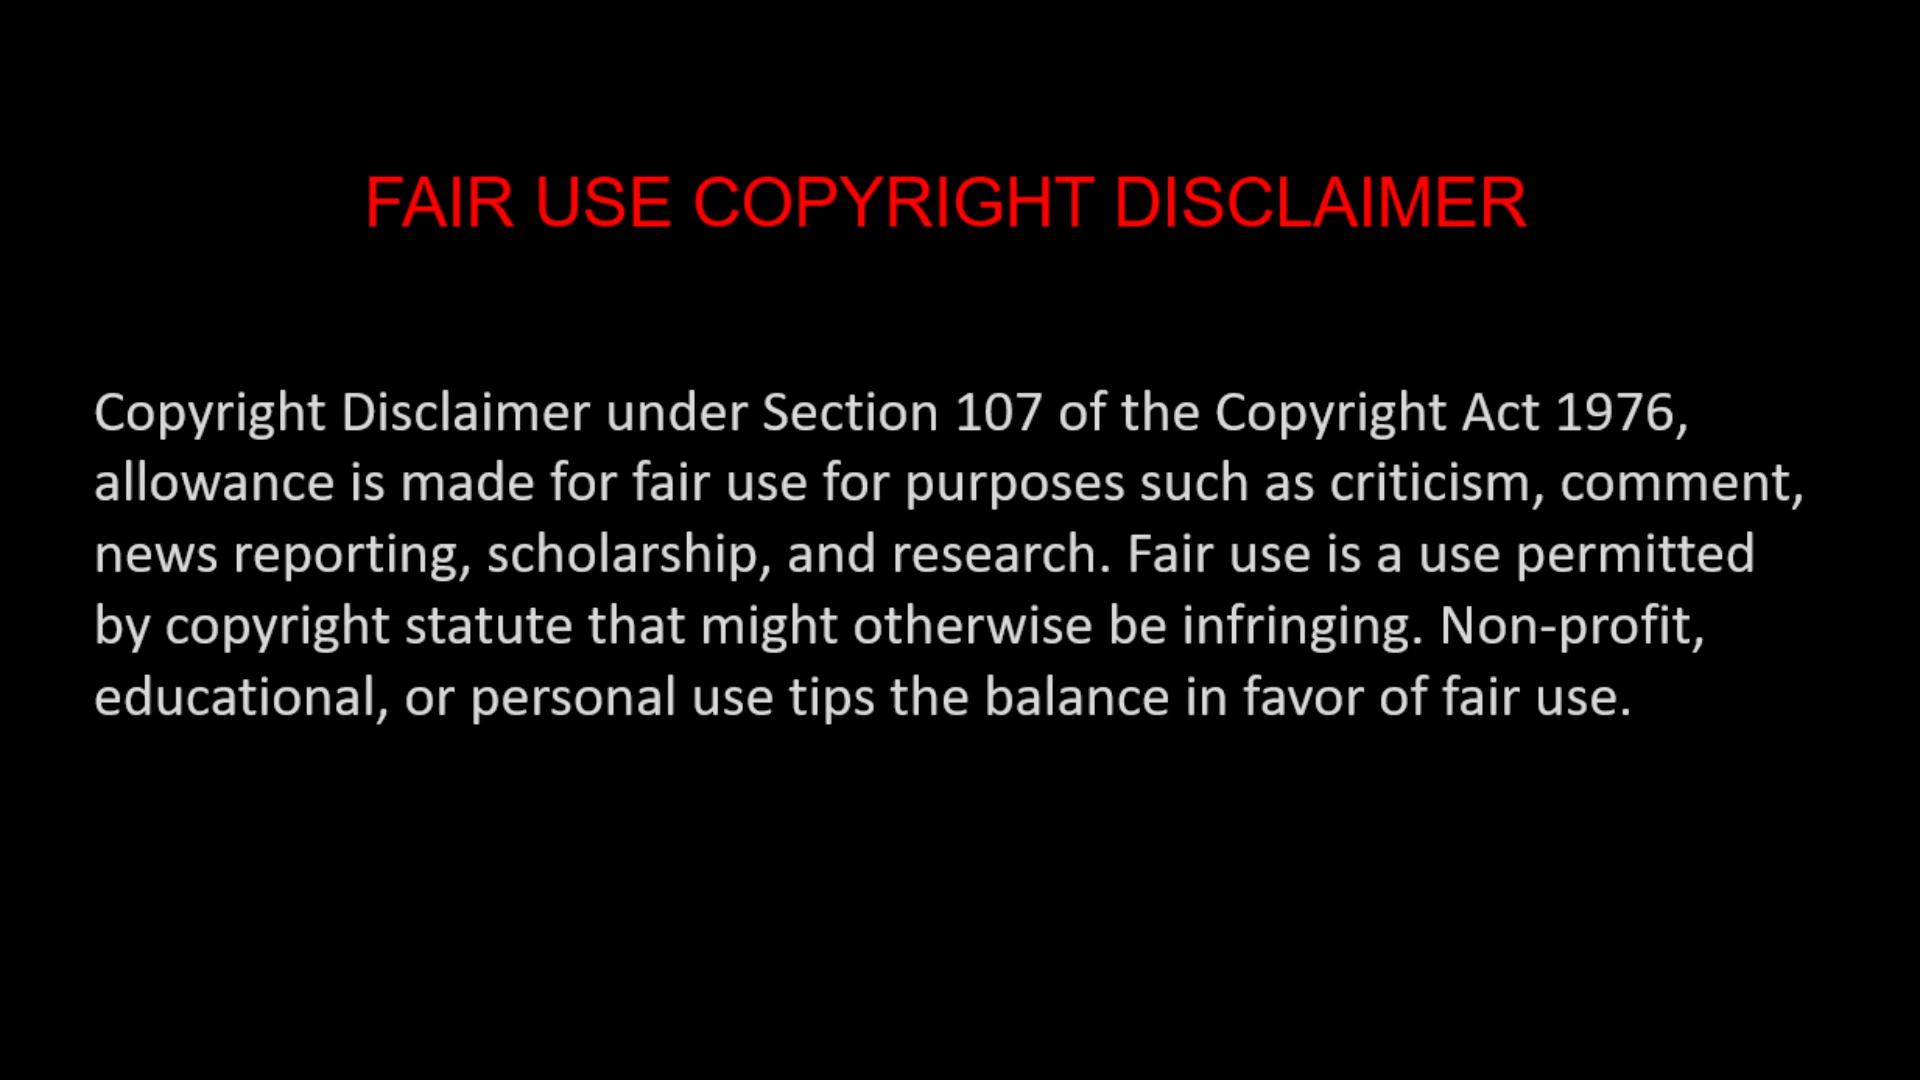 FAIR USE COPYRIGHT DISCLAIMER
Copyright Disclaimer under Section 107 of the Copyright Act 1976,
allowance is made for fair use for purposes such as criticism, comment,
news reporting, scholarship, and research. Fair use is a use permitted
by copyright statute that might otherwise be infringing. Non-profit,
educational, or personal use tips the balance in favor of fair use.